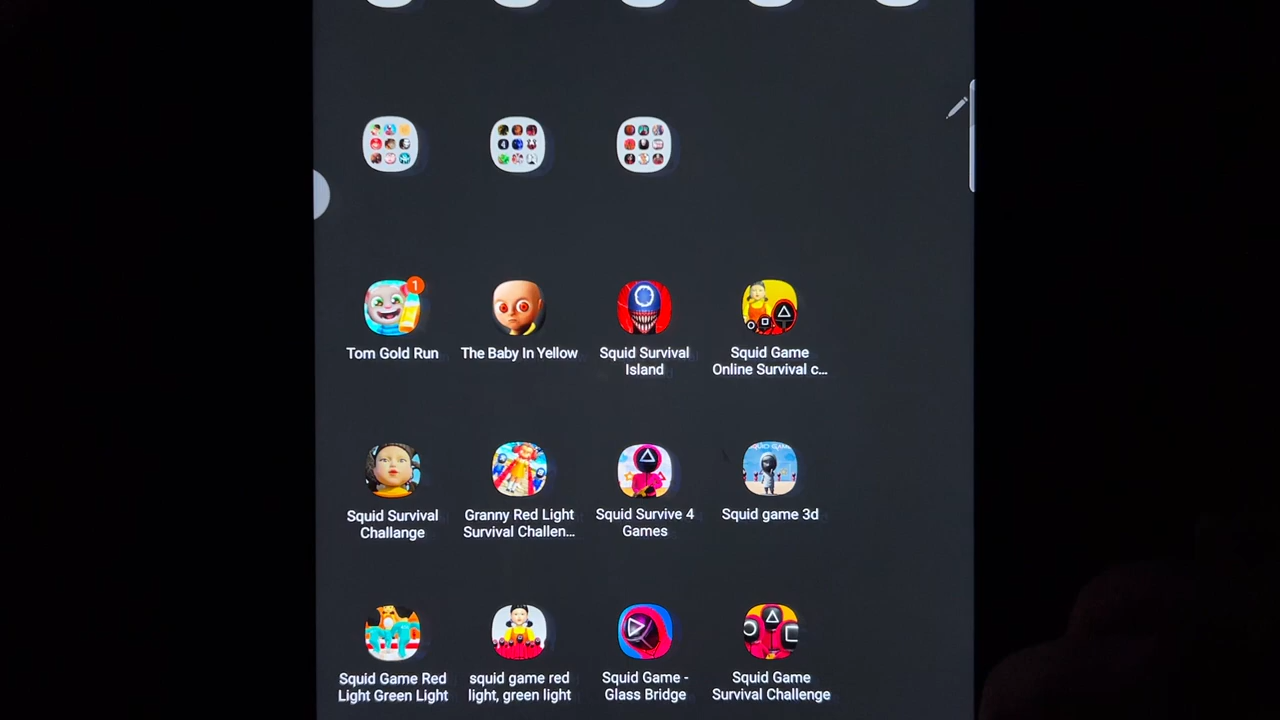 1
Tom Gold Run
The Baby In Yellow
Squid Survival
Island
Squid Game
Online Survival c...
Squid Survival
Challange
Granny Red Light
Survival Challen...
Squid Survive 4
Games
Squid game 3d
Squid Game Red
Light Green Light
squid game red
light, green light
Squid Game -
Glass Bridge
Squid Game
Survival Challenge